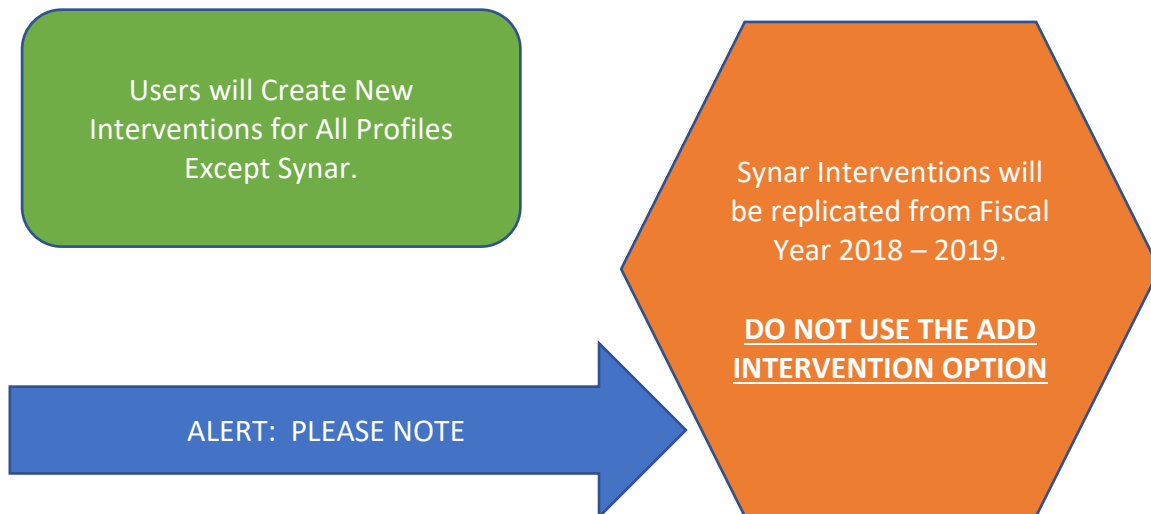 Users will Create New
Interventions for All Profiles
Except Synar.
Synar Interventions will
be replicated from Fiscal
Year 2018 – 2019.
DO NOT USE THE ADD
INTERVENTION OPTION
ALERT:  PLEASE NOTE